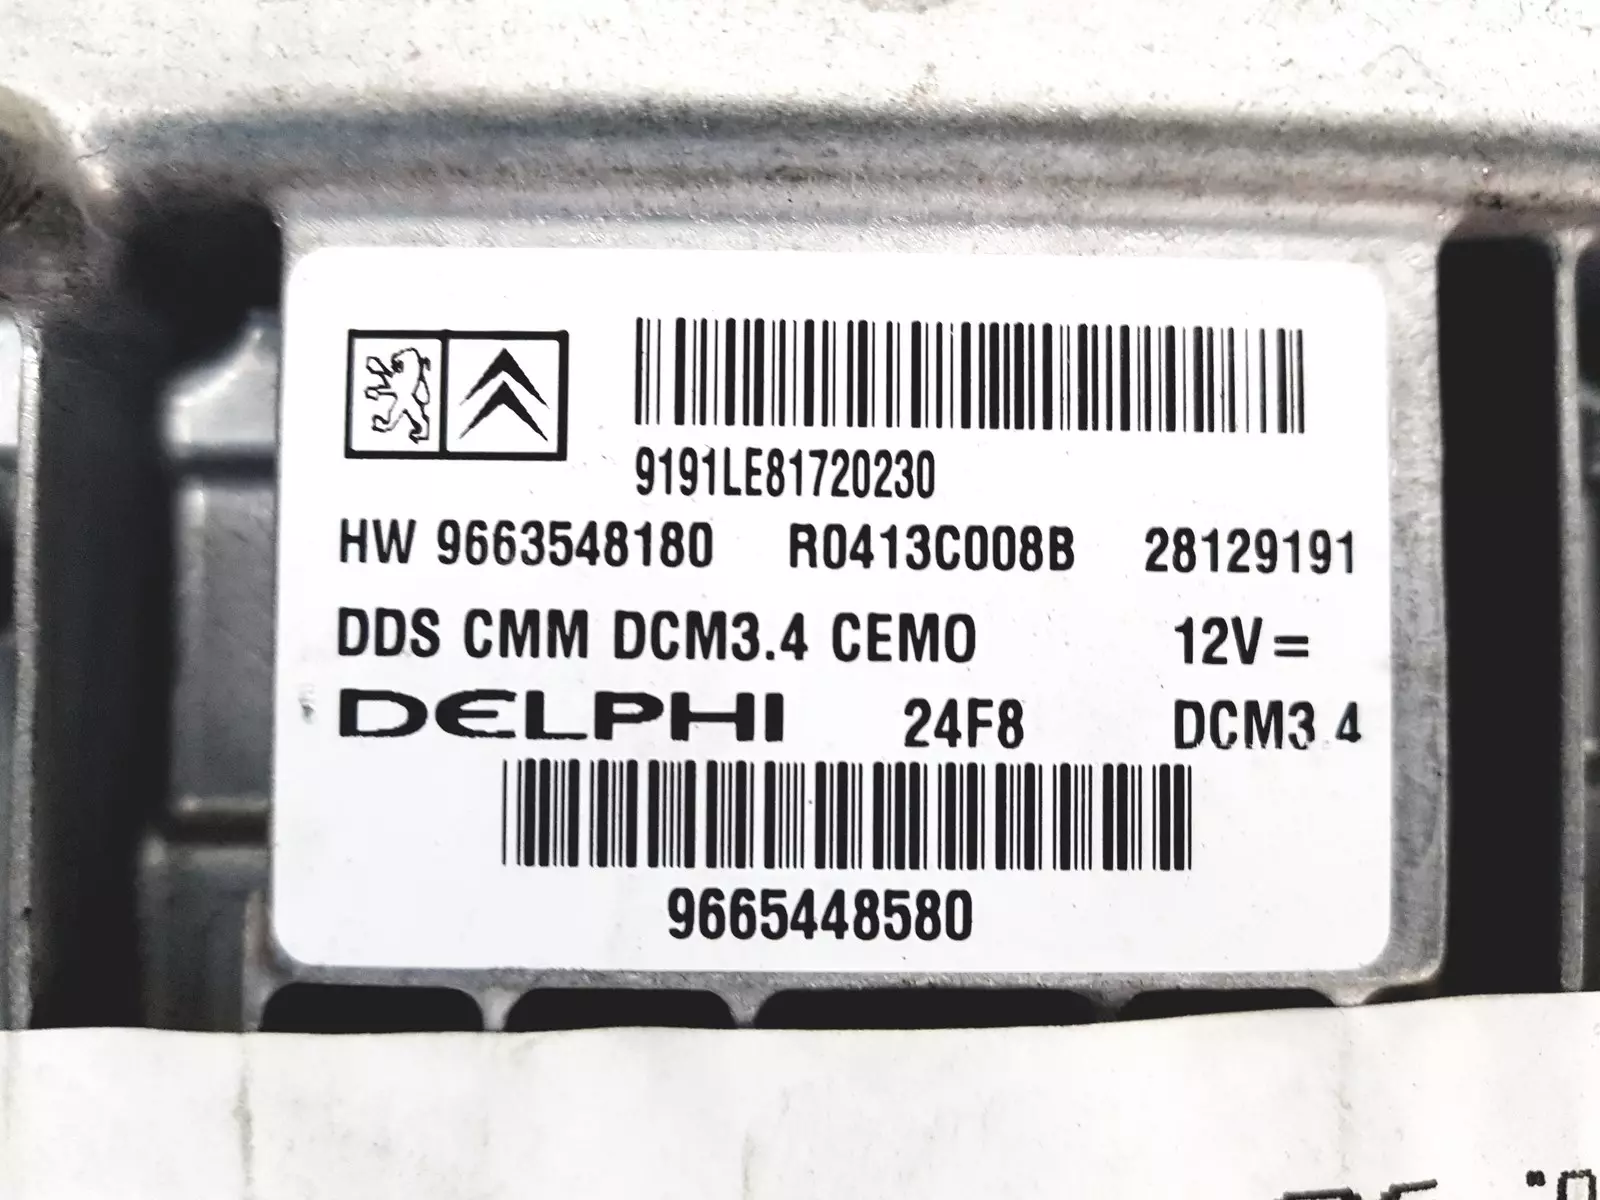 9191LE81720230
HW 9663548180 R0413C008B 28129191
DDS CMM DCM3.4 CEMO 12V=
DELPHI 24F8 DCM3.4
9665448580